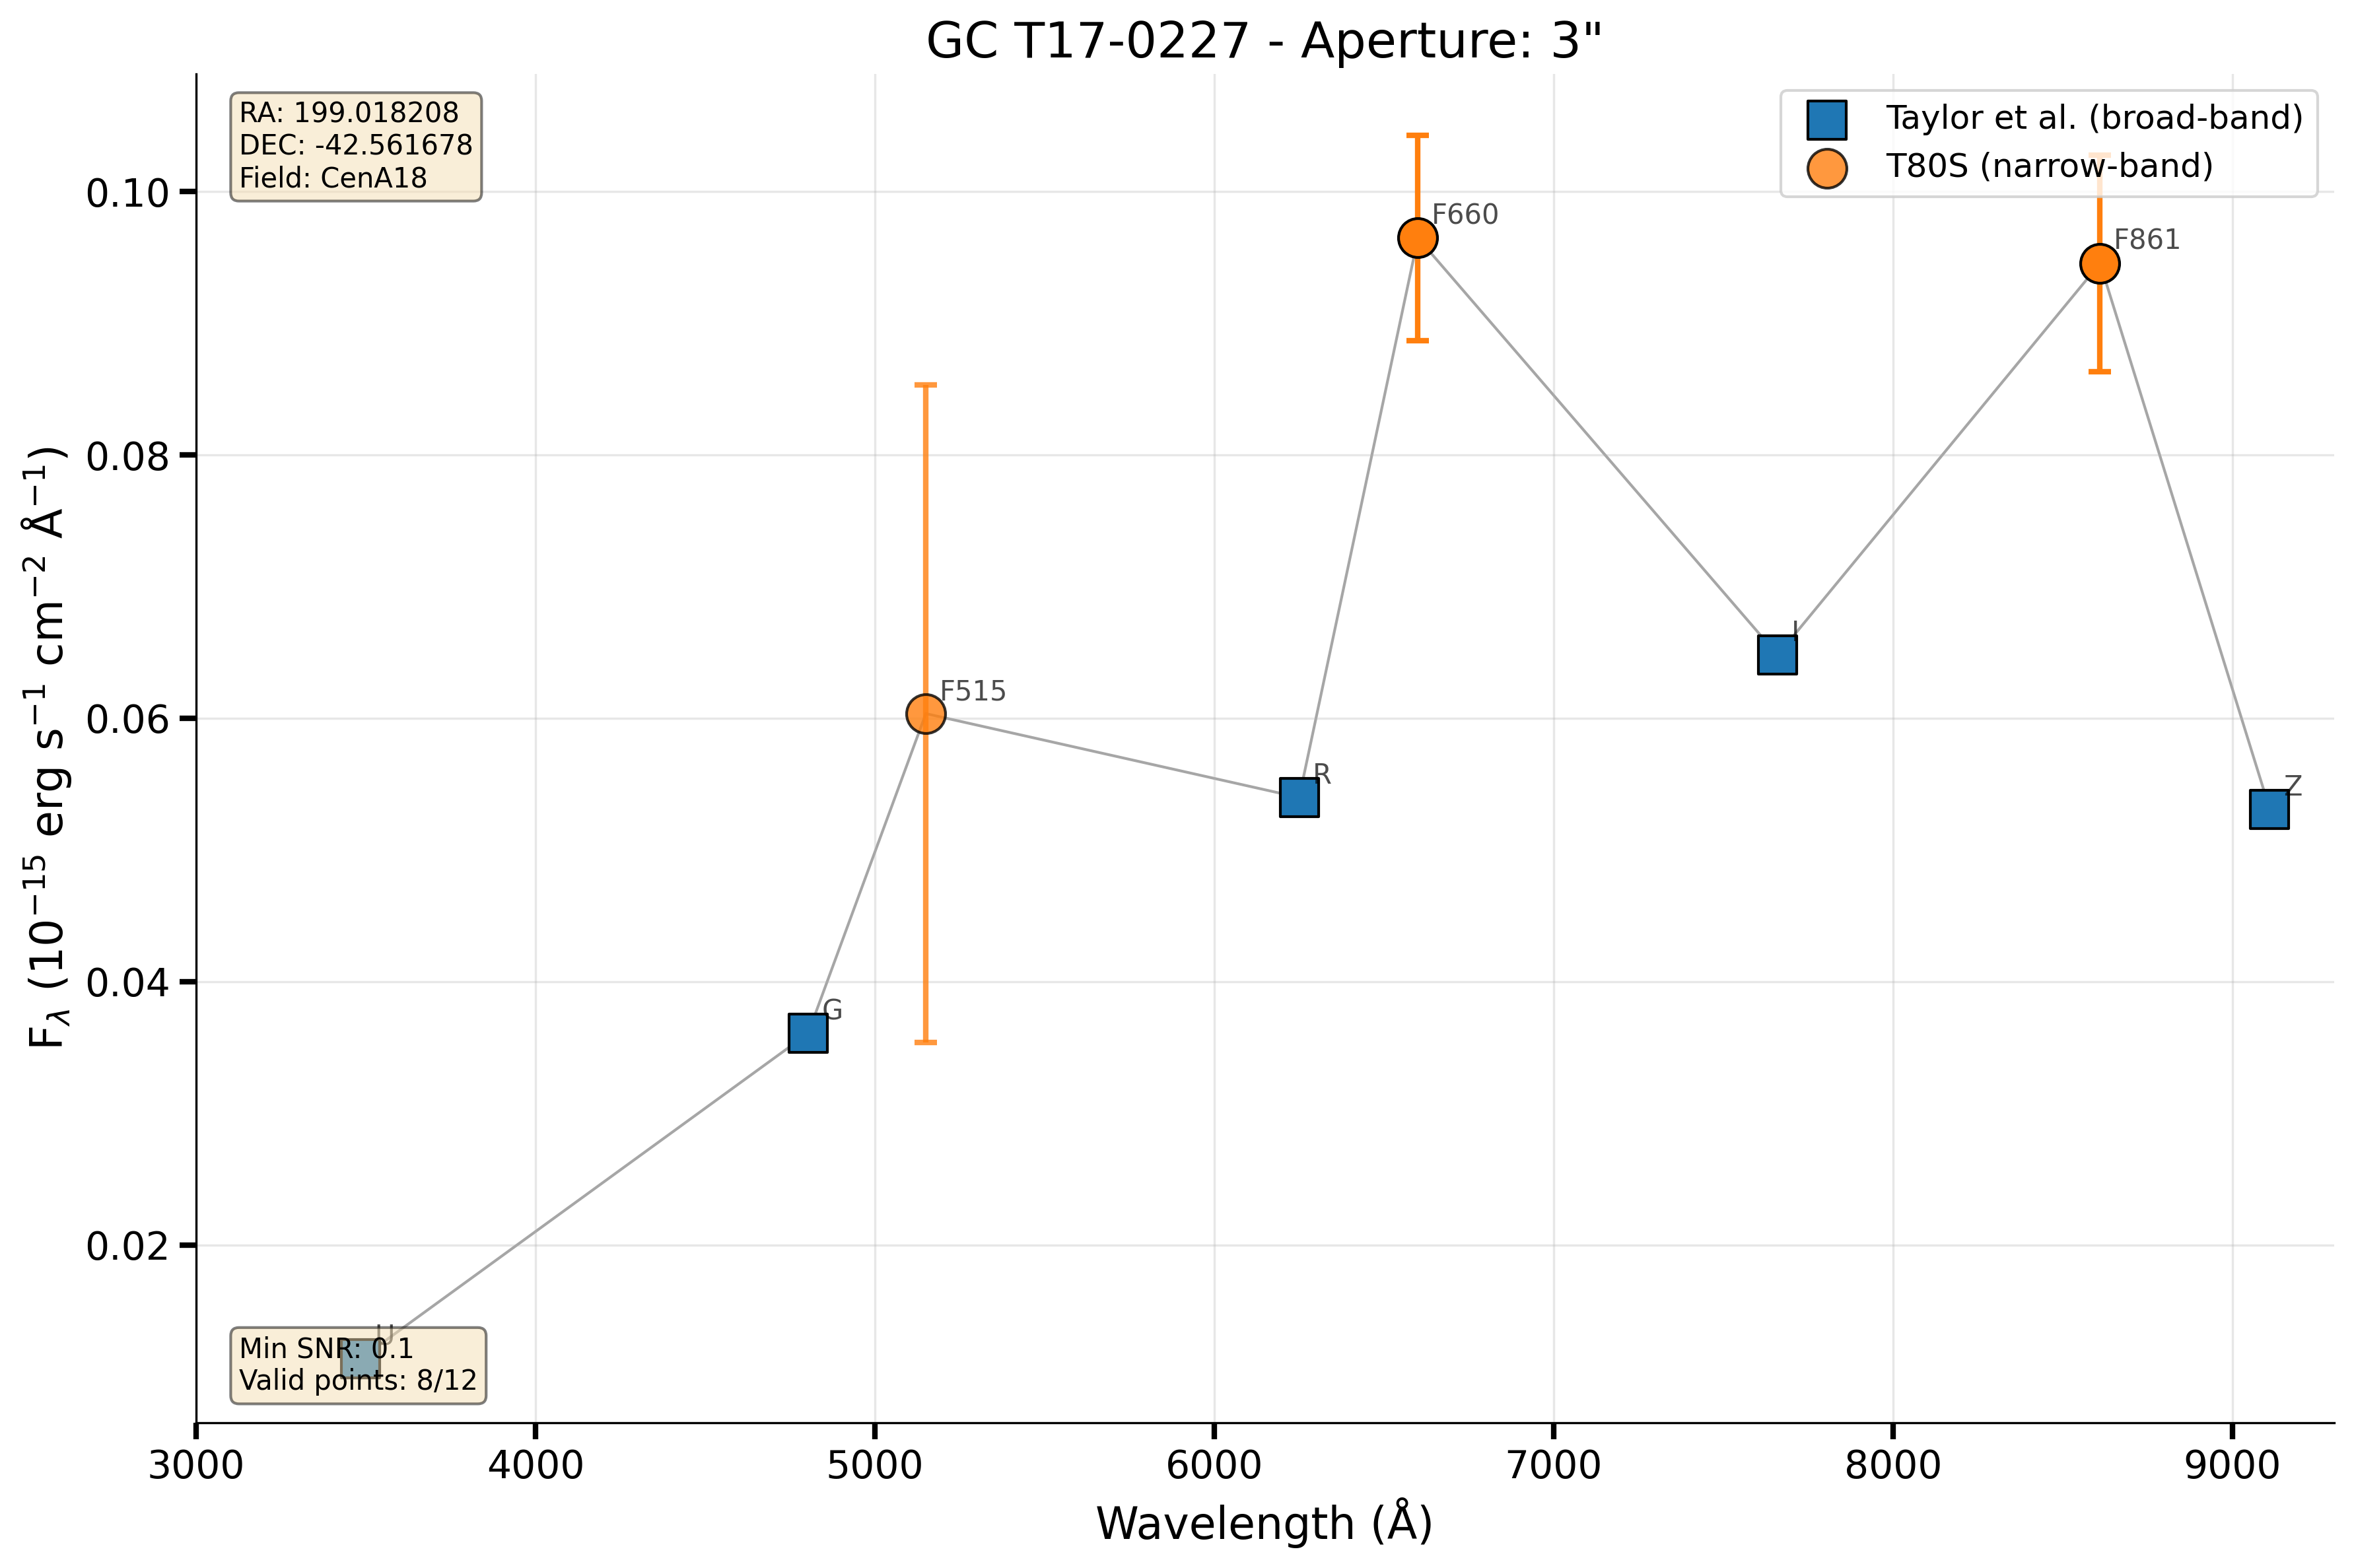 GC T17-0227 - Aperture: 3"
RA: 199.018208
DEC: -42.561678
Field: CenA18
Taylor et al. (broad-band)
T80S (narrow-band)
F660
F861
F515
I
R
Z
G
U
Min SNR: 0.1
Valid points: 8/12
0.10
0.08
0.06
0.04
0.02
F$_{λ}$ (10$^{−15}$ erg s$^{−1}$ cm$^{−2}$ Å$^{−1}$)
3000 4000 5000 6000 7000 8000 9000
Wavelength (Å)